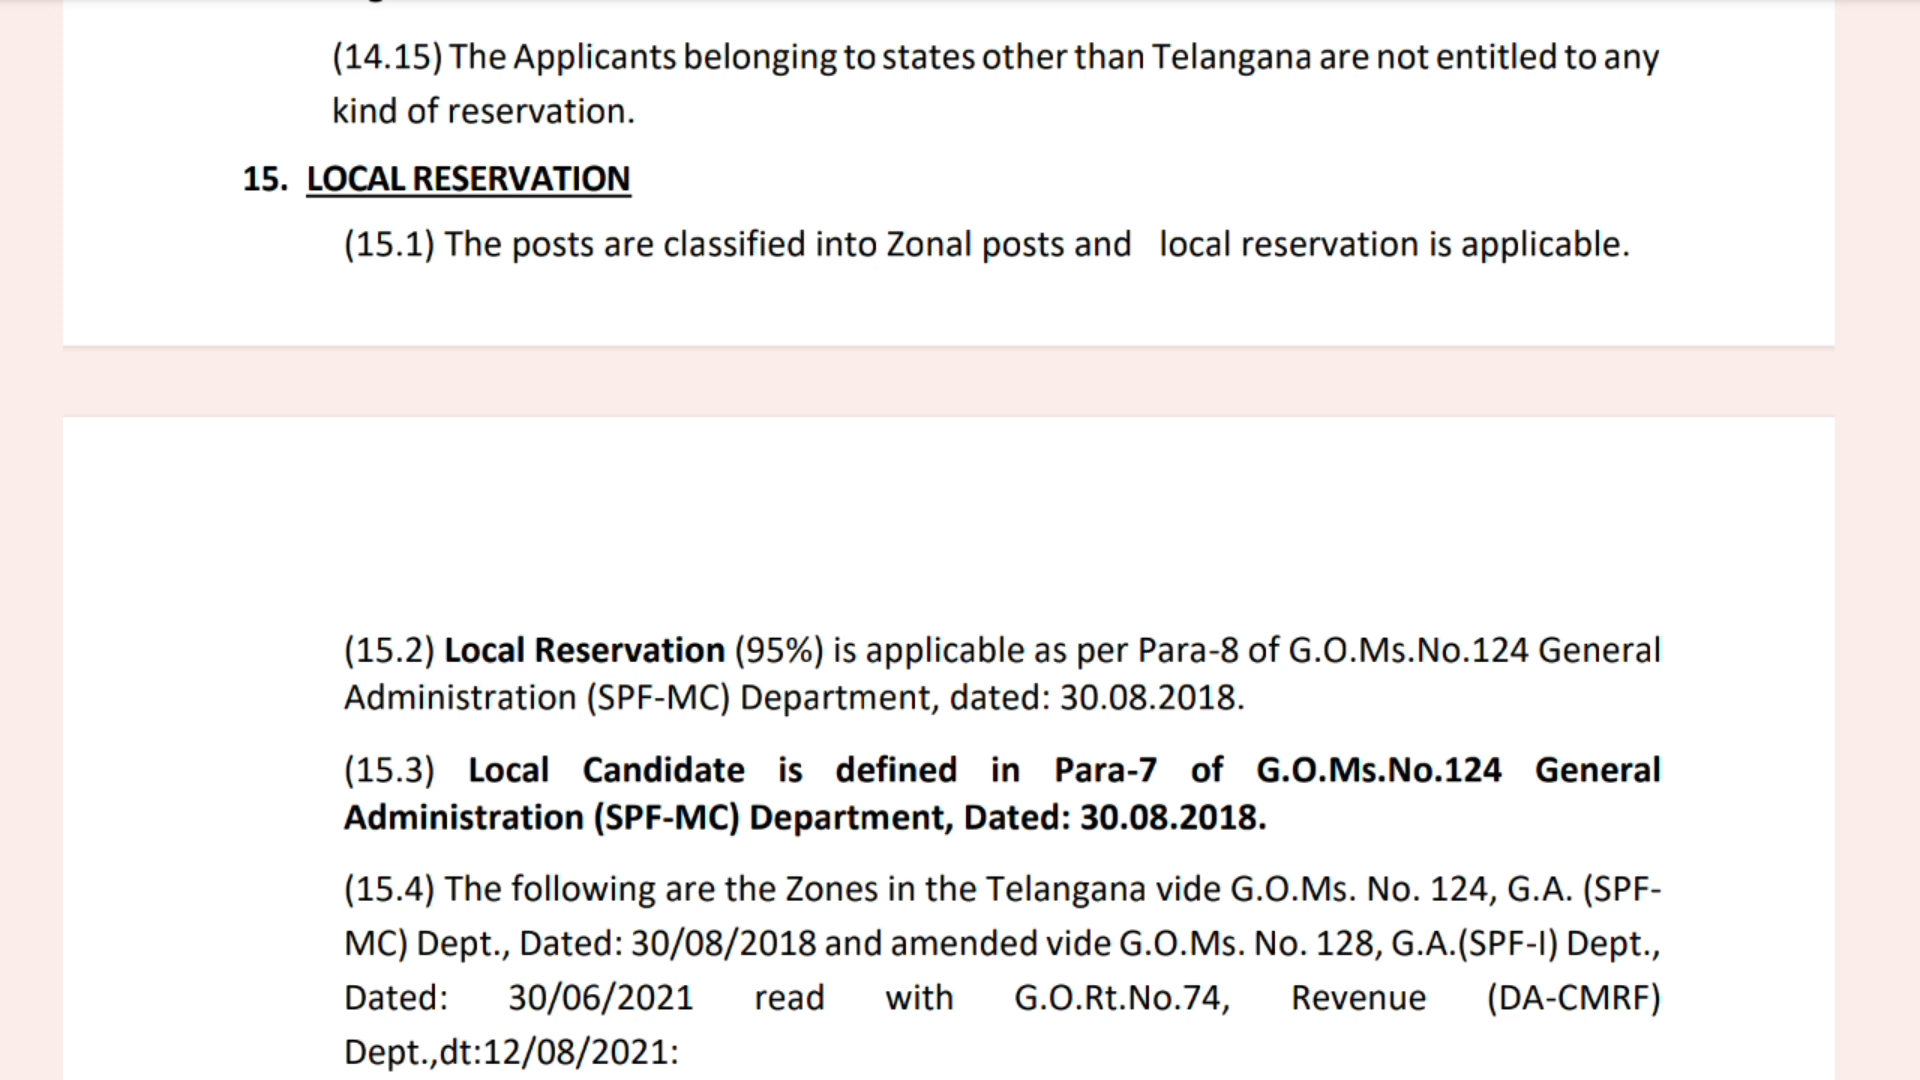 (14.15) The Applicants belonging to states other than Telangana are not entitled to any
kind of reservation.
15. LOCAL RESERVATION
(15.1) The posts are classified into Zonal posts and local reservation is applicable.
(15.2) Local Reservation (95%) is applicable as per Para-8 of G.O.Ms.No.124 General
Administration (SPF-MC) Department, dated: 30.08.2018.
(15.3) Local Candidate is defined in Para-7 of G.O.Ms.No.124 General
Administration (SPF-MC) Department, Dated: 30.08.2018.
(15.4) The following are the Zones in the Telangana vide G.O.Ms. No. 124, G.A. (SPF-
MC) Dept., Dated: 30/08/2018 and amended vide G.O.Ms. No. 128, G.A.(SPF-I) Dept.,
Dated: 30/06/2021 read with G.O.Rt.No.74, Revenue (DA-CMRF)
Dept.,dt:12/08/2021: